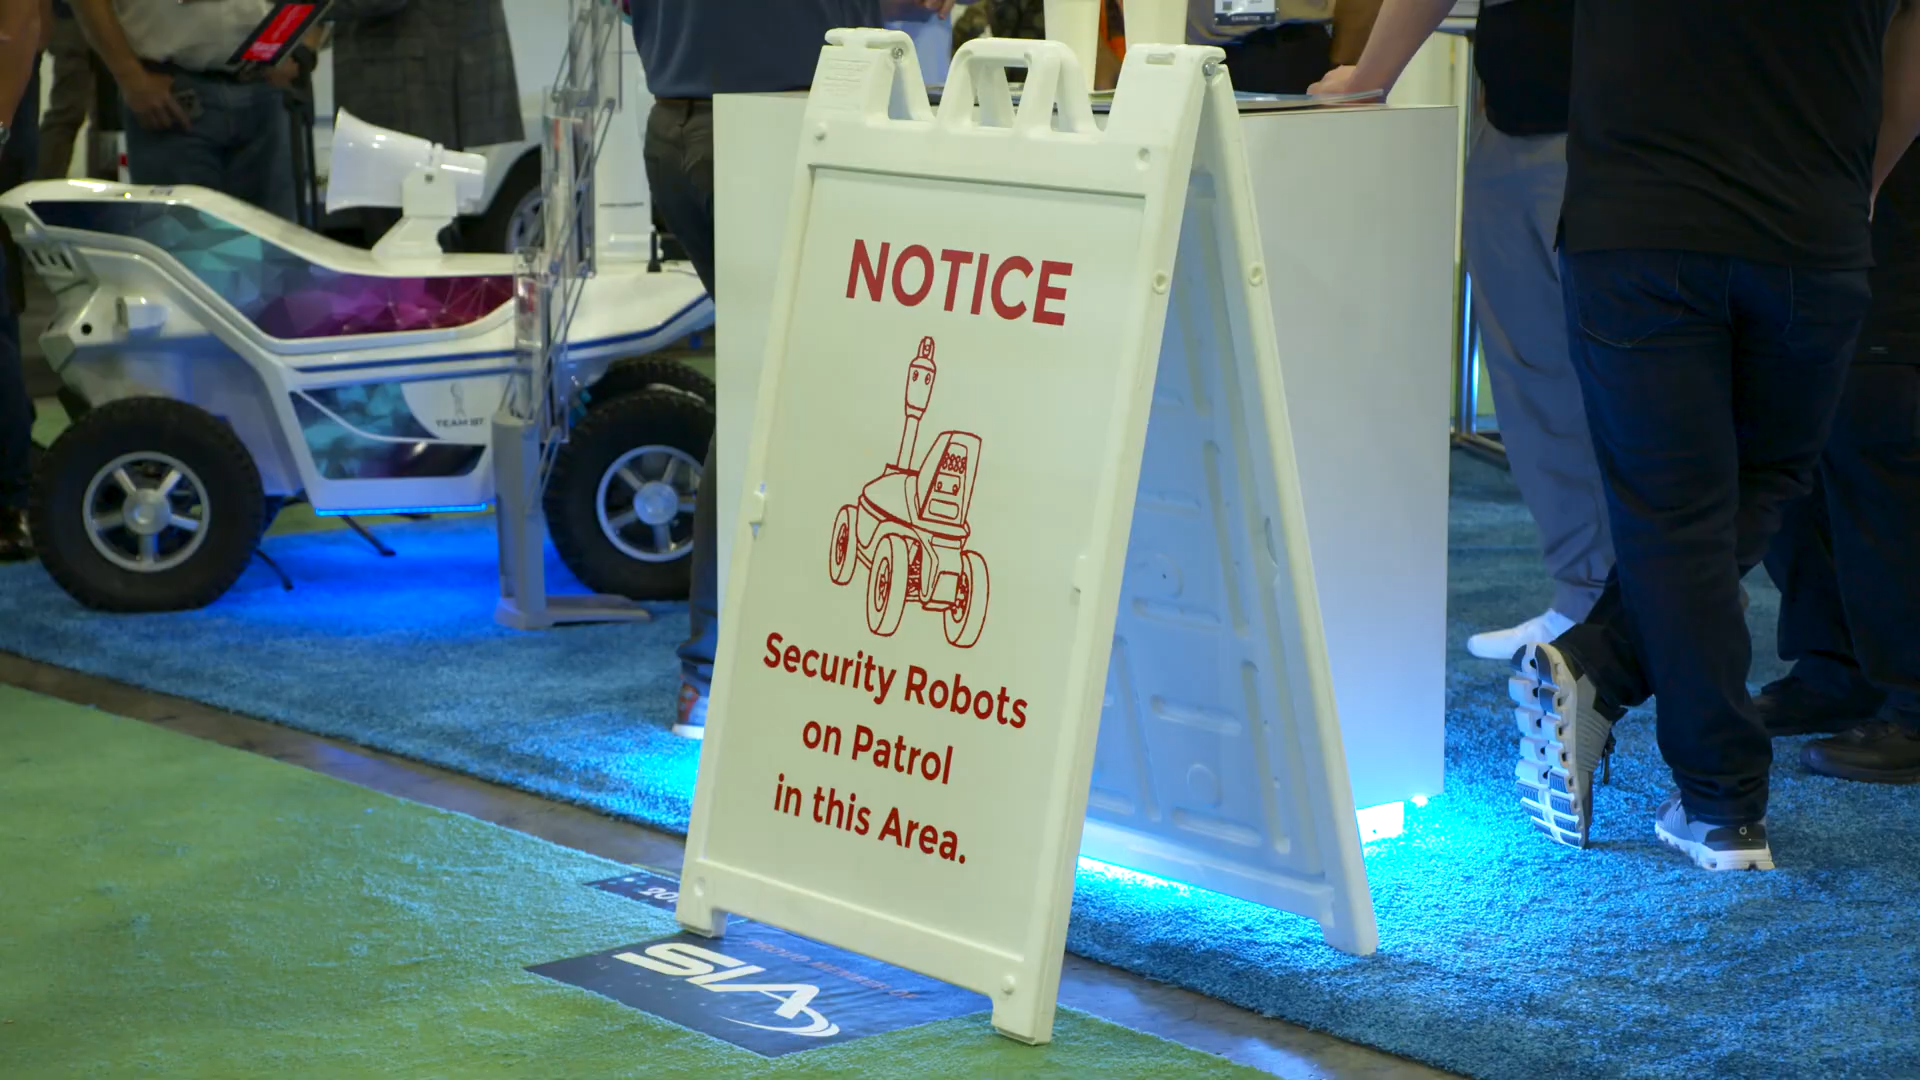 NOTICE
Security Robots
on Patrol
in this Area.
TEAM 1ST
SIA